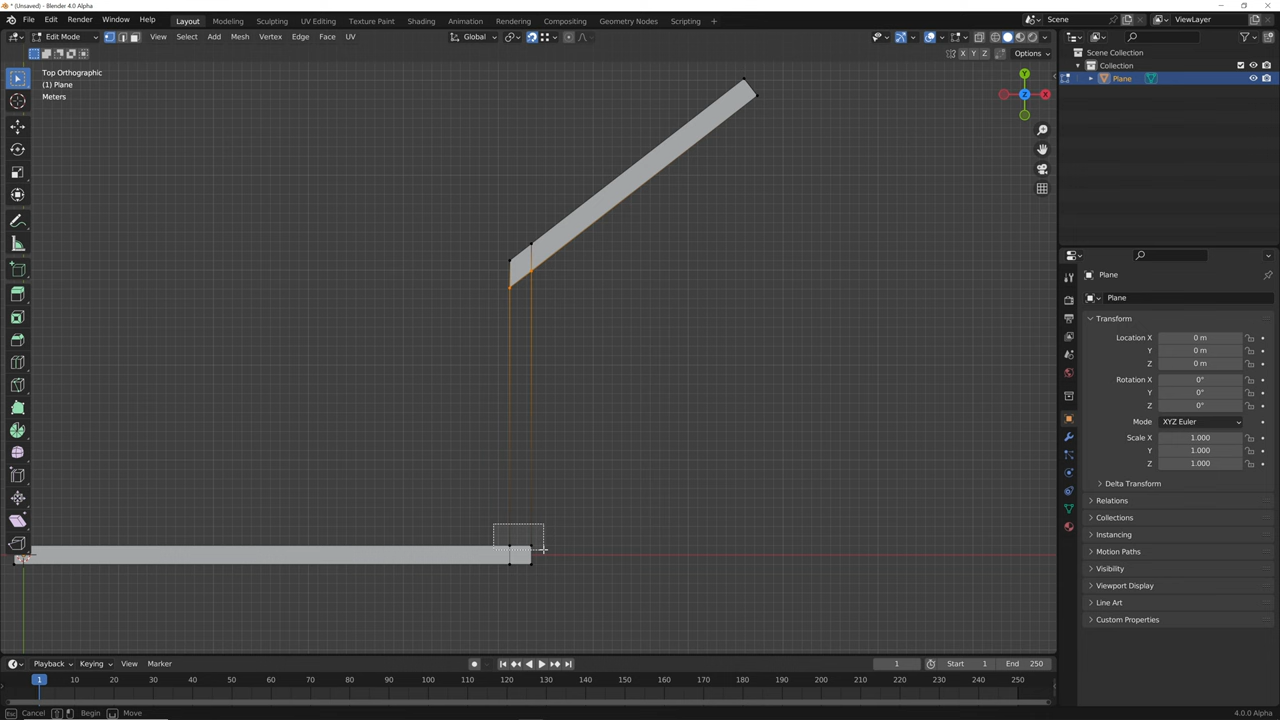 * (Unsaved) - Blender 4.0 Alpha
File Edit Render Window Help Layout Modeling Sculpting UV Editing Texture Paint Shading Animation Rendering Compositing Geometry Nodes Scripting Scene ViewLayer
Edit Mode View Select Add Mesh Vertex Edge Face UV Global
X Y Z Options
Top Orthographic
(1) Plane
Meters
Y
Z X
Scene Collection
Collection
Plane
Plane
Plane
Transform
Location X 0 m
Y 0 m
Z 0 m
Rotation X 0°
Y 0°
Z 0°
Mode XYZ Euler
Scale X 1.000
Y 1.000
Z 1.000
Delta Transform
Relations
Collections
Instancing
Motion Paths
Visibility
Viewport Display
Line Art
Custom Properties
Playback Keying View Marker 1 Start 1 End 250
1 10 20 30 40 50 60 70 80 90 100 110 120 130 140 150 160 170 180 190 200 210 220 230 240 250
Cancel Begin Move 4.0.0 Alpha